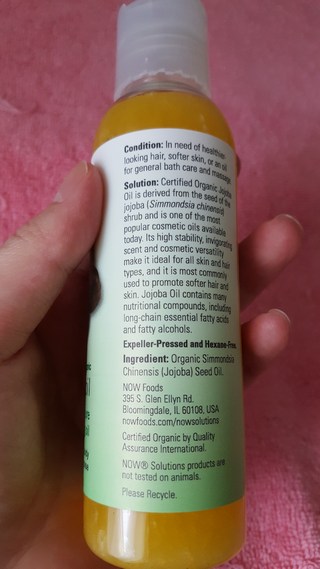 Condition: In need of healthier
looking hair, softer skin, or an oil
for general bath care and massage.
Solution: Certified Organic Jojoba
Oil is derived from the seed of the
jojoba (Simmondsia chinensis)
shrub and is one of the most
popular cosmetic oils available
today. Its high stability, invigorating
scent and cosmetic versatility
make it ideal for all skin and hair
types, and it is most commonly
used to promote softer hair and
skin. Jojoba Oil contains many
nutritional compounds, including
long-chain essential fatty acids
and fatty alcohols.
Expeller-Pressed and Hexane-Free
Ingredient: Organic Simmondsia
Chinensis (Jojoba) Seed Oil.
NOW Foods
395 S. Glen Ellyn Rd.
Bloomingdale, IL 60108, USA
nowfoods.com/nowsolutions
Certified Organic by Quality
Assurance International.
NOW® Solutions products are
not tested on animals.
Please Recycle.